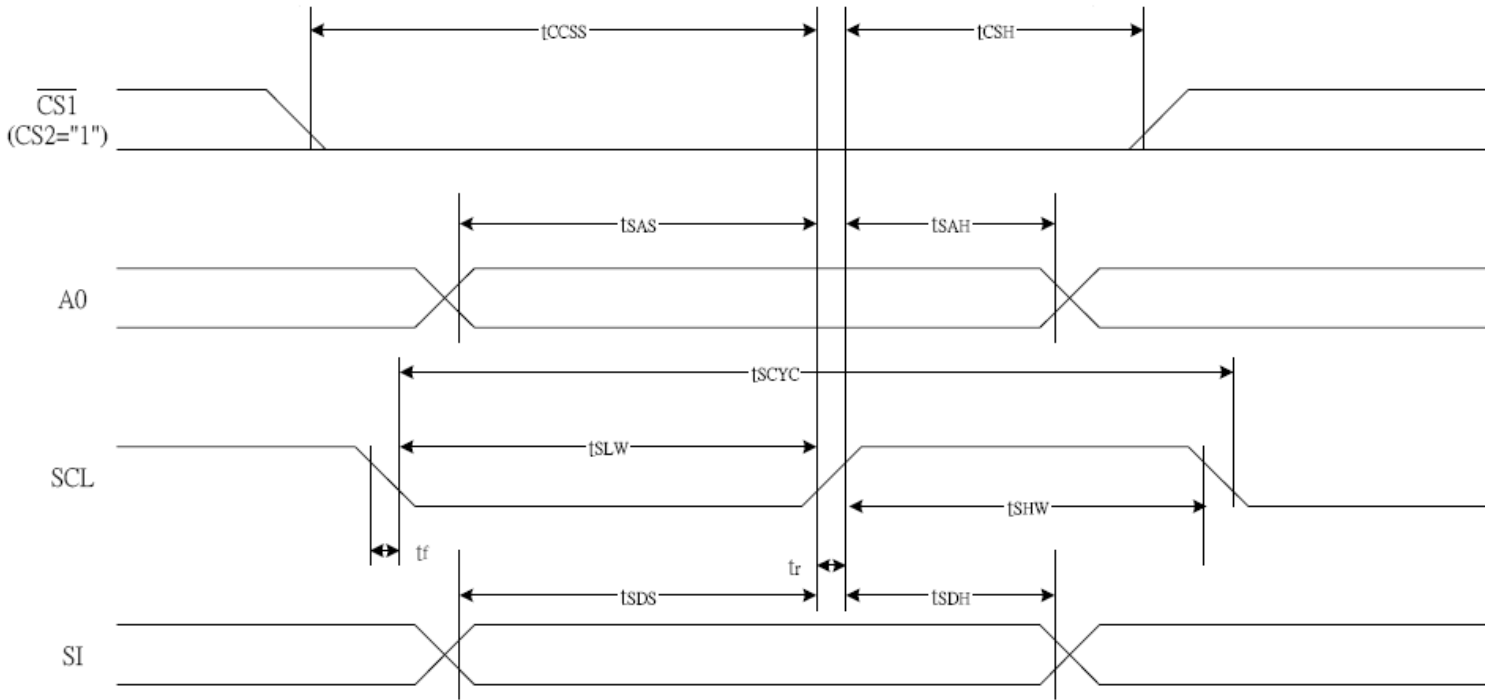 tCCSS
tCSH
CS1
(CS2="1")
tSAS
tSAH
A0
tSCYC
tSLW
SCL
tSHW
tf
tr
tSDS
tSDH
SI